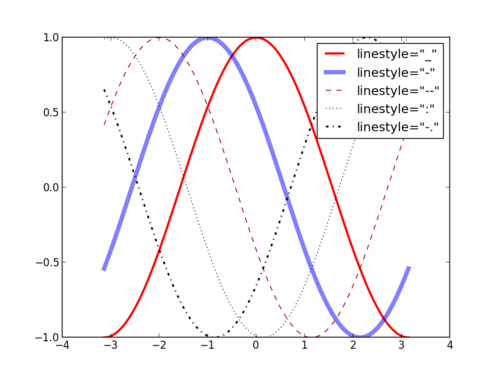 1.0
0.5
0.0
−0.5
−1.0
−4 −3 −2 −1 0 1 2 3 4
linestyle="_"
linestyle="-"
linestyle="--"
linestyle=":"
linestyle="-."